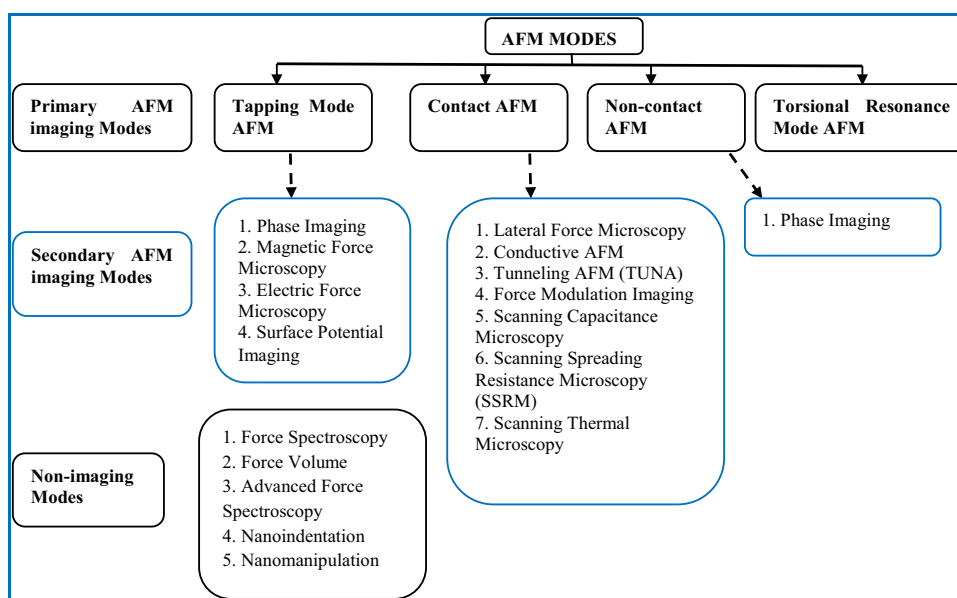 AFM MODES
Primary AFM
imaging Modes
Tapping Mode
AFM
Contact AFM
Non-contact
AFM
Torsional Resonance
Mode AFM
Secondary AFM
imaging Modes
1. Phase Imaging
2. Magnetic Force
Microscopy
3. Electric Force
Microscopy
4. Surface Potential
Imaging
1. Lateral Force Microscopy
2. Conductive AFM
3. Tunneling AFM (TUNA)
4. Force Modulation Imaging
5. Scanning Capacitance
Microscopy
6. Scanning Spreading
Resistance Microscopy
(SSRM)
7. Scanning Thermal
Microscopy
1. Phase Imaging
Non-imaging
Modes
1. Force Spectroscopy
2. Force Volume
3. Advanced Force
Spectroscopy
4. Nanoindentation
5. Nanomanipulation